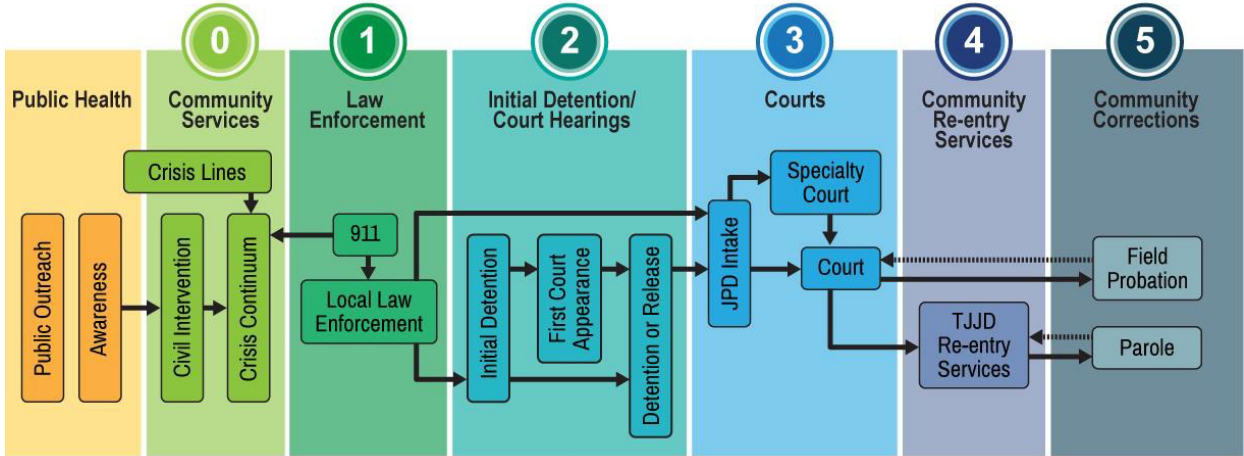 0
1
2
3
4
5
Public Health
Community
Services
Law
Enforcement
Initial Detention/
Court Hearings
Courts
Community
Re-entry
Services
Community
Corrections
Public Outreach
Awareness
Crisis Lines
Civil Intervention
Crisis Continuum
911
Local Law
Enforcement
Initial Detention
First Court
Appearance
Detention or Release
JPD Intake
Specialty
Court
Court
TJJD
Re-entry
Services
Field
Probation
Parole